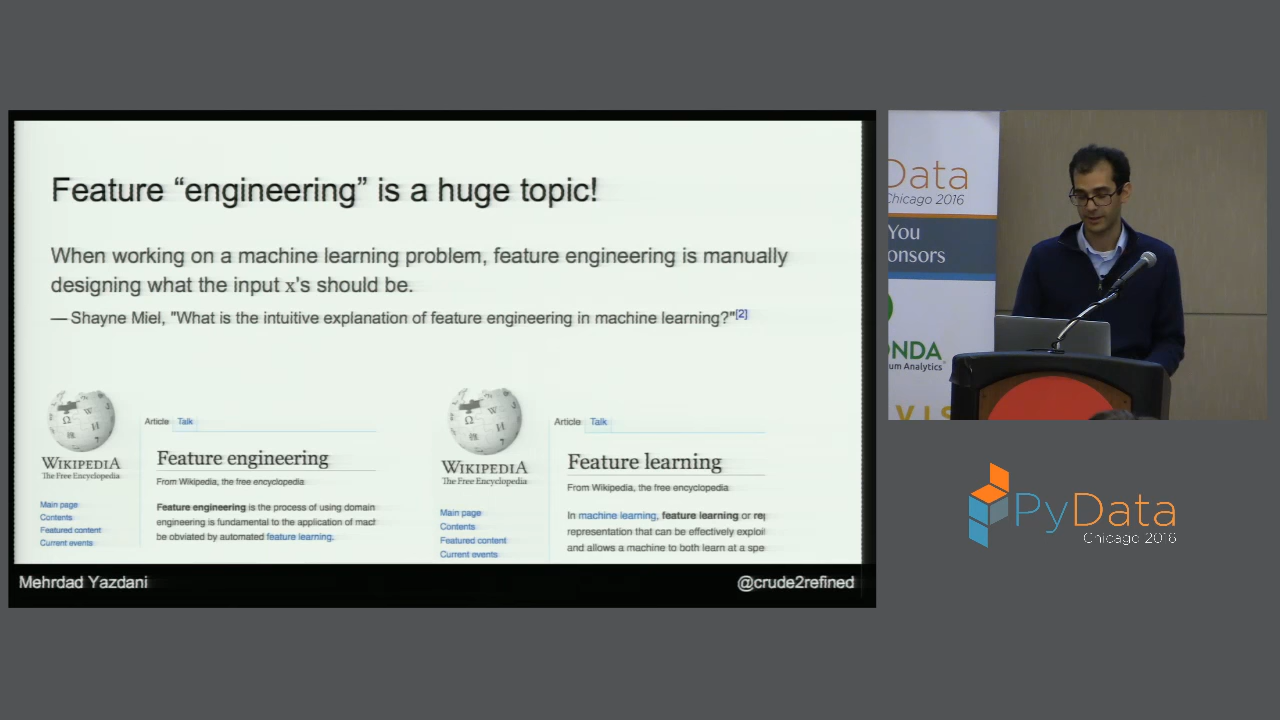 Feature “engineering” is a huge topic!
When working on a machine learning problem, feature engineering is manually
designing what the input x's should be.
— Shayne Miel, "What is the intuitive explanation of feature engineering in machine learning?"[2]
WIKIPEDIA
The Free Encyclopedia
Main page
Contents
Featured content
Current events
Article Talk
Feature engineering
From Wikipedia, the free encyclopedia
Feature engineering is the process of using domain
engineering is fundamental to the application of mach
be obviated by automated feature learning.
WIKIPEDIA
The Free Encyclopedia
Main page
Contents
Featured content
Current events
Article Talk
Feature learning
From Wikipedia, the free encyclopedia
In machine learning, feature learning or rep
representation that can be effectively exploi
and allows a machine to both learn at a spe
Mehrdad Yazdani
@crude2refined
Data
Chicago 2016
You
onsors
ONDA
um Analytics
VIS
PyData
Chicago 2016